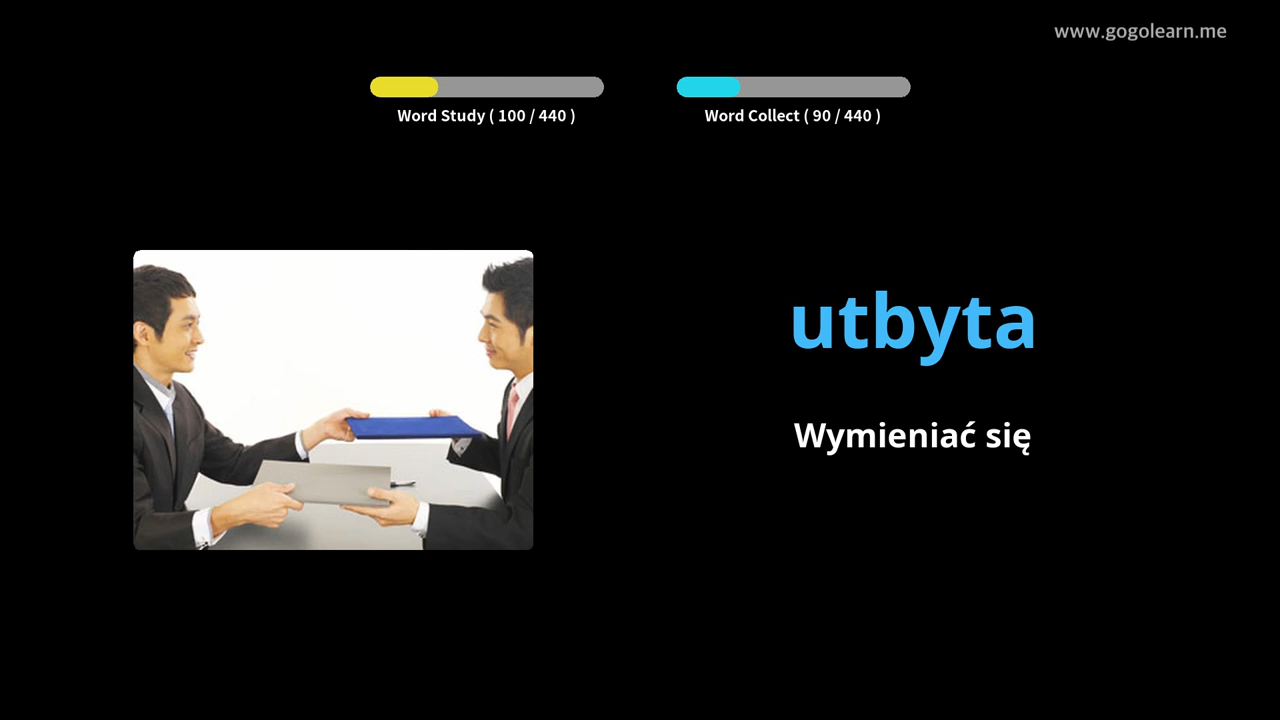 www.gogolearn.me
Word Study ( 100 / 440 )
Word Collect ( 90 / 440 )
utbyta
Wymieniać się